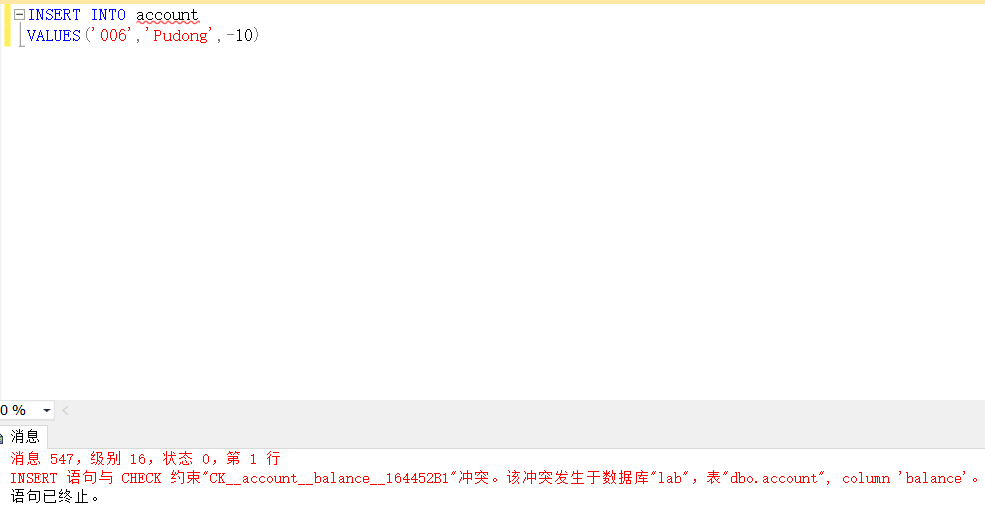 INSERT INTO account
VALUES('006','Pudong',-10)
0 %
消息
消息 547，级别 16，状态 0，第 1 行
INSERT 语句与 CHECK 约束"CK__account__balance__164452B1"冲突。该冲突发生于数据库"lab"，表"dbo.account", column 'balance'。
语句已终止。